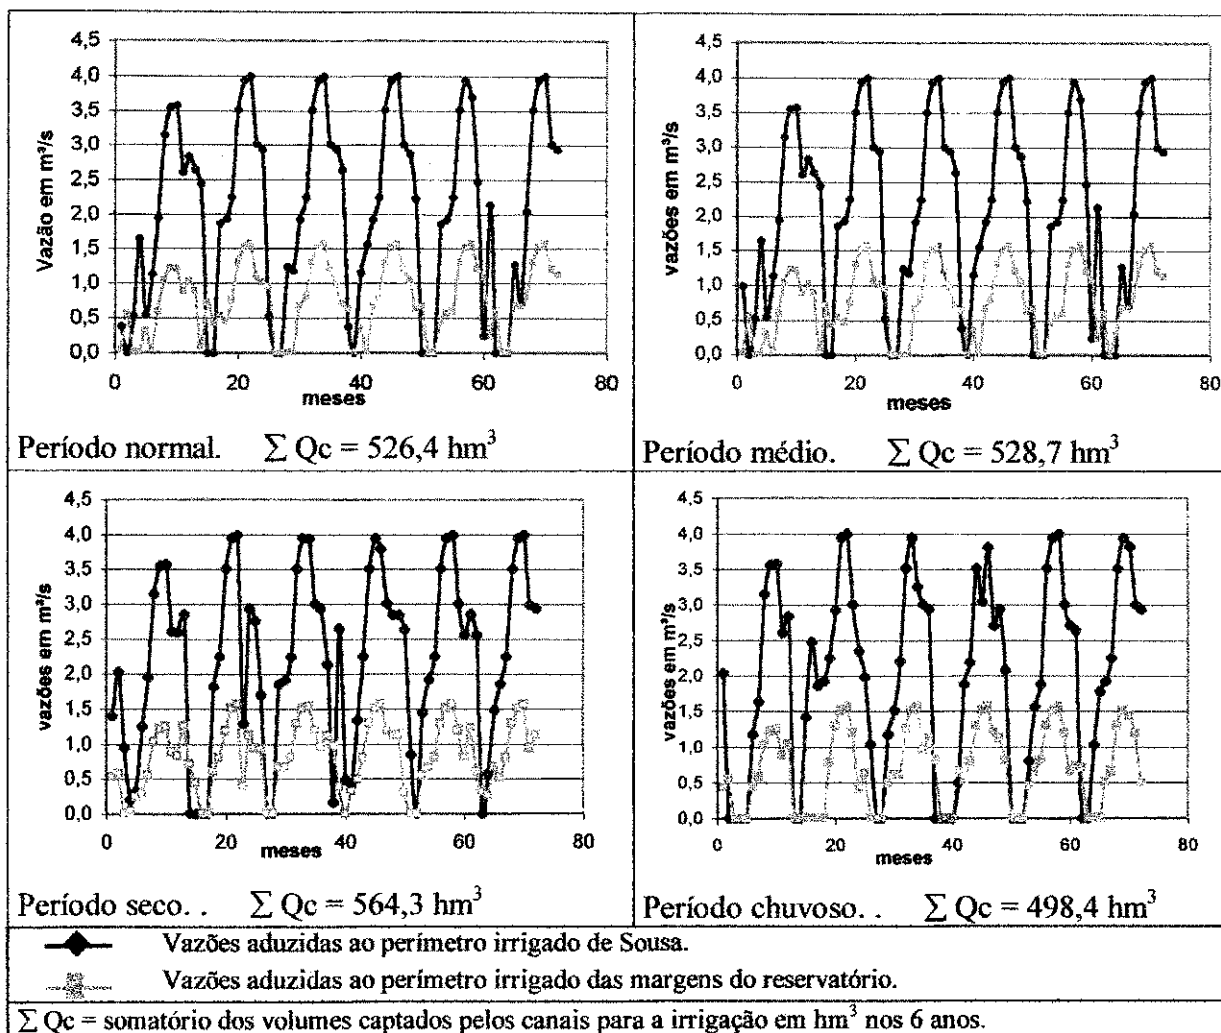 4,5
4,0
3,5
3,0
2,5
2,0
1,5
1,0
0,5
0,0
Vazão em m³/s
0 20 40 60 80
meses
Período normal. ∑ Qc = 526,4 hm³
4,5
4,0
3,5
3,0
2,5
2,0
1,5
1,0
0,5
0,0
vazões em m³/s
0 20 40 60 80
meses
Período médio. ∑ Qc = 528,7 hm³
4,5
4,0
3,5
3,0
2,5
2,0
1,5
1,0
0,5
0,0
vazões em m³/s
0 20 40 60 80
meses
Período seco. . ∑ Qc = 564,3 hm³
4,5
4,0
3,5
3,0
2,5
2,0
1,5
1,0
0,5
0,0
vazões em m³/s
0 20 40 60 80
meses
Período chuvoso. . ∑ Qc = 498,4 hm³
Vazões aduzidas ao perímetro irrigado de Sousa.
Vazões aduzidas ao perímetro irrigado das margens do reservatório.
∑ Qc = somatório dos volumes captados pelos canais para a irrigação em hm³ nos 6 anos.